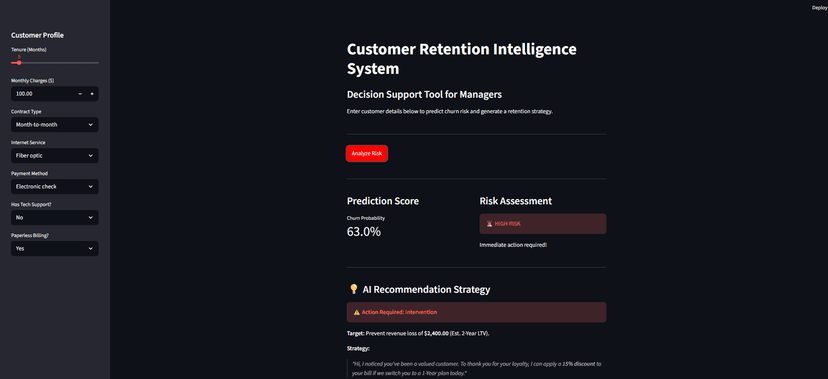 Deploy
Customer Profile
Tenure (Months)
Monthly Charges ($)
100.00
Contract Type
Month-to-month
Internet Service
Fiber optic
Payment Method
Electronic check
Has Tech Support?
No
Paperless Billing?
Yes
Customer Retention Intelligence
System
Decision Support Tool for Managers
Enter customer details below to predict churn risk and generate a retention strategy.
Analyze Risk
Prediction Score
Churn Probability
63.0%
Risk Assessment
HIGH RISK
Immediate action required!
AI Recommendation Strategy
Action Required: Intervention
Target: Prevent revenue loss of $2,400.00 (Est. 2-Year LTV).
Strategy:
"Hi, I noticed you've been a valued customer. To thank you for your loyalty, I can apply a 15% discount to
your bill if we switch you to a 1-Year plan today."